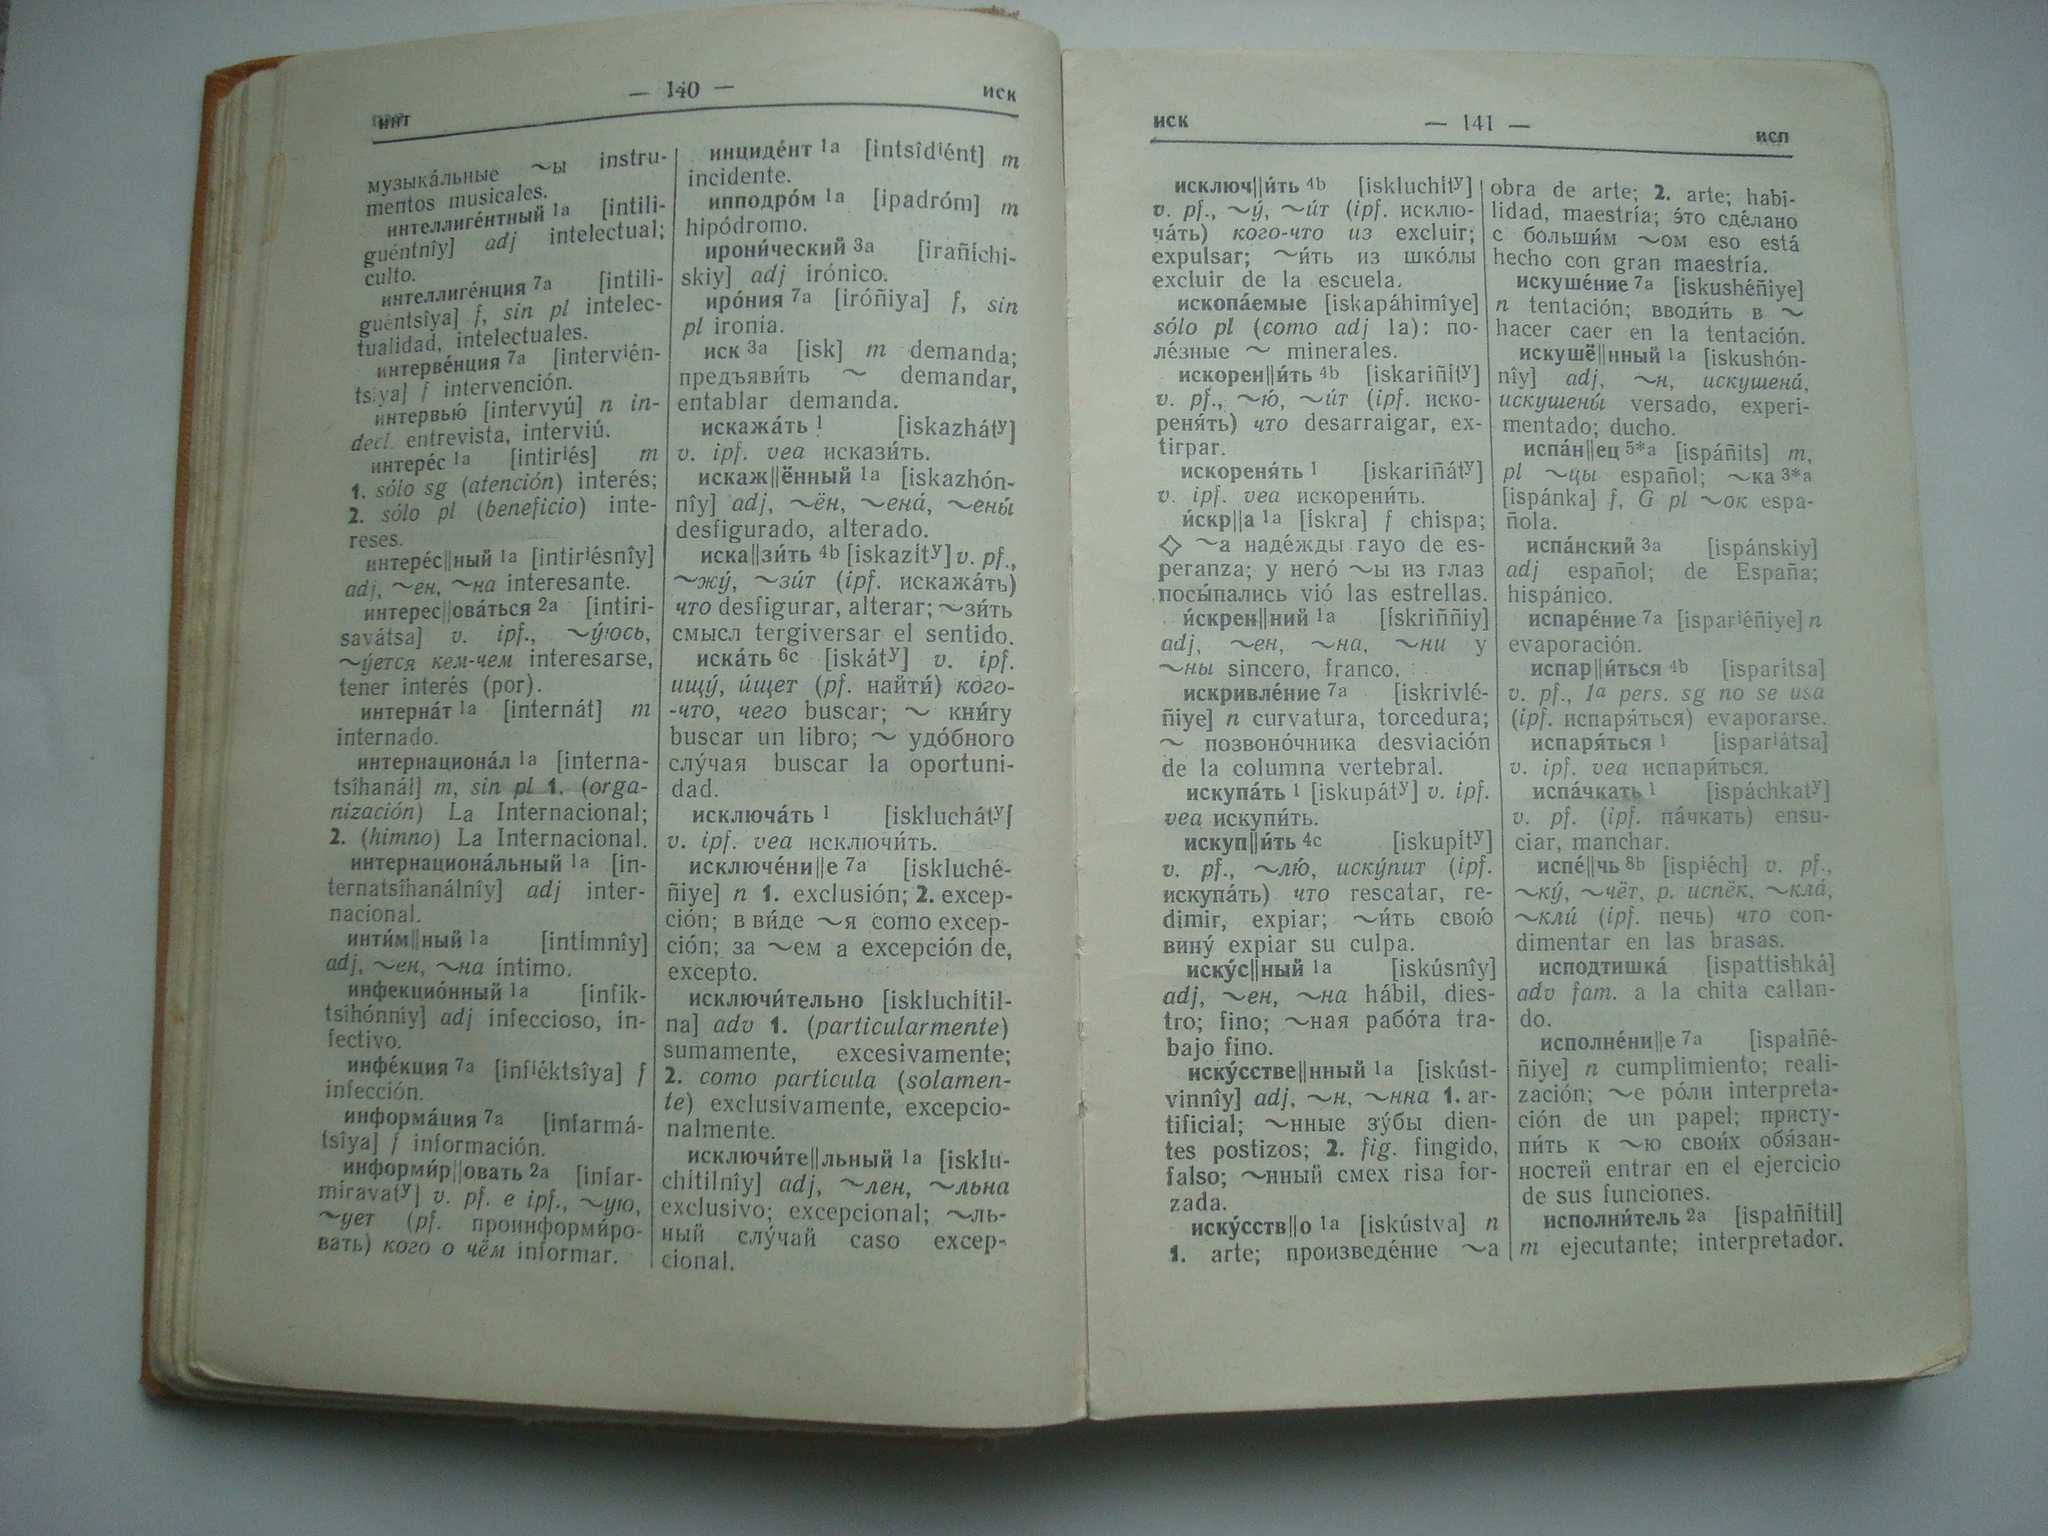 инт — 140 — иск
музыка́льные ~ы instru-
mentos musicales.
интеллиге́нтный 1a [intili-
guéntnîy] adj intelectual;
culto.
интеллиге́нция 7a [intili-
guéntsîya] f, sin pl intelec-
tualidad, intelectuales.
интерве́нция 7a [intervⁱén-
tsîya] f intervención.
интервью́ [intervyú] n in-
decl. entrevista, interviú.
интере́с 1a [intirⁱés] m
1. sólo sg (atención) interés;
2. sólo pl (beneficio) inte-
reses.
интере́с||ный 1a [intirⁱésnîy]
adj, ~ен, ~на interesante.
интерес||ова́ться 2a [intiri-
savátsa] v. ipf., ~у́юсь,
~у́ется кем-чем interesarse,
tener interés (por).
интерна́т 1a [internát] m
internado.
интернациона́л 1a [interna-
tsîhanál] m, sin pl 1. (orga-
nización) La Internacional;
2. (himno) La Internacional.
интернациона́льный 1a [in-
ternatsîhanálnîy] adj inter-
nacional.
инти́м||ный 1a [intímnîy]
adj, ~ен, ~на íntimo.
инфекцио́нный 1a [infik-
tsîhónniy] adj infeccioso, in-
fectivo.
инфе́кция 7a [infⁱéktsîya] f
infección.
информа́ция 7a [infarmá-
tsîya] f información.
информи́р||овать 2a [infar-
míravatʸ] v. pf. e ipf., ~ую,
~ует (pf. проинформи́ро-
вать) кого о чём informar.
инциде́нт 1a [intsîdⁱént] m
incidente.
ипподро́м 1a [ipadróm] m
hipódromo.
ирони́ческий 3a [irañíchi-
skiy] adj irónico.
иро́ния 7a [iróñiya] f, sin
pl ironía.
иск 3a [isk] m demanda;
предъяви́ть ~ demandar,
entablar demanda.
искажа́ть 1 [iskazhátʸ]
v. ipf. vea искази́ть.
искаж||ённый 1a [iskazhón-
nîy] adj, ~ён, ~ена́, ~ены́
desfigurado, alterado.
иска||зи́ть 4b [iskazítʸ] v. pf.,
~жу́, ~зи́т (ipf. искажа́ть)
что desfigurar, alterar; ~зи́ть
смысл tergiversar el sentido.
иска́ть 6c [iskátʸ] v. ipf.
ищу́, и́щет (pf. найти́) кого-
-что, чего buscar; ~ кни́гу
buscar un libro; ~ удо́бного
слу́чая buscar la oportuni-
dad.
исключа́ть 1 [iskluchátʸ]
v. ipf. vea исключи́ть.
исключе́ни||е 7a [iskluché-
ñiye] n 1. exclusión; 2. excep-
ción; в ви́де ~я como excep-
ción; за ~ем a excepción de,
excepto.
исключи́тельно [iskluchítil-
na] adv 1. (particularmente)
sumamente, excesivamente;
2. como partícula (solamen-
te) exclusivamente, excepcio-
nalmente.
исключи́те||льный 1a [isklu-
chítilnîy] adj, ~лен, ~льна
exclusivo; excepcional; ~ль-
ный слу́чай caso excep-
cional.
иск — 141 — исп
исключ||и́ть 4b [iskluchítʸ]
v. pf., ~у́, ~и́т (ipf. исклю-
ча́ть) кого-что из excluir;
expulsar; ~и́ть из шко́лы
excluir de la escuela.
ископа́емые [iskapáhimîye]
sólo pl (como adj 1a): по-
ле́зные ~ minerales.
искорен||и́ть 4b [iskariñítʸ]
v. pf., ~ю́, ~и́т (ipf. иско-
реня́ть) что desarraigar, ex-
tirpar.
искореня́ть 1 [iskariñátʸ]
v. ipf. vea искорени́ть.
и́скр||а 1a [ískra] f chispa;
◇ ~а наде́жды rayo de es-
peranza; у него́ ~ы из глаз
посы́пались vió las estrellas.
и́скрен||ний 1a [ískriññiy]
adj, ~ен, ~на, ~ни y
~ны sincero, franco.
искривле́ние 7a [iskrivlé-
ñiye] n curvatura, torcedura;
~ позвоно́чника desviación
de la columna vertebral.
искупа́ть 1 [iskupátʸ] v. ipf.
vea искупи́ть.
искуп||и́ть 4c [iskupítʸ]
v. pf., ~лю́, иску́пит (ipf.
искупа́ть) что rescatar, re-
dimir, expiar; ~и́ть свою́
вину́ expiar su culpa.
иску́с||ный 1a [iskúsnîy]
adj, ~ен, ~на hábil, dies-
tro; fino; ~ная рабо́та tra-
bajo fino.
иску́сстве||нный 1a [iskúst-
vinnîy] adj, ~н, ~нна 1. ar-
tificial; ~нные зу́бы dien-
tes postizos; 2. fig. fingido,
falso; ~нный смех risa for-
zada.
иску́сств||о 1a [iskústva] n
1. arte; произведе́ние ~а
obra de arte; 2. arte; habi-
lidad, maestría; э́то сде́лано
с больши́м ~ом eso está
hecho con gran maestría.
искуше́ние 7a [iskushéñiye]
n tentación; вводи́ть в ~
hacer caer en la tentación.
искушё||нный 1a [iskushón-
nîy] adj, ~н, искушена́,
искушены́ versado, experi-
mentado; ducho.
испа́н||ец 5*a [ispáñits] m,
pl ~цы español; ~ка 3*a
[ispánka] f, G pl ~ок espa-
ñola.
испа́нский 3a [ispánskiy]
adj español; de España;
hispánico.
испаре́ние 7a [isparⁱéñiye] n
evaporación.
испар||и́ться 4b [isparítsa]
v. pf., 1ª pers. sg no se usa
(ipf. испаря́ться) evaporarse.
испаря́ться 1 [isparⁱátsa]
v. ipf. vea испари́ться.
испа́чкать 1 [ispáchkatʸ]
v. pf. (ipf. па́чкать) ensu-
ciar, manchar.
испе́||чь 8b [ispⁱéch] v. pf.,
~ку́, ~чёт, p. испёк, ~кла́,
~кли́ (ipf. печь) что con-
dimentar en las brasas.
исподтишка́ [ispattishká]
adv fam. a la chita callan-
do.
исполне́ни||е 7a [ispalñé-
ñiye] n cumplimiento; reali-
zación; ~е ро́ли interpreta-
ción de un papel; присту-
пи́ть к ~ю свои́х обя́зан-
ностей entrar en el ejercicio
de sus funciones.
исполни́тель 2a [ispalñítil]
m ejecutante; interpretador.